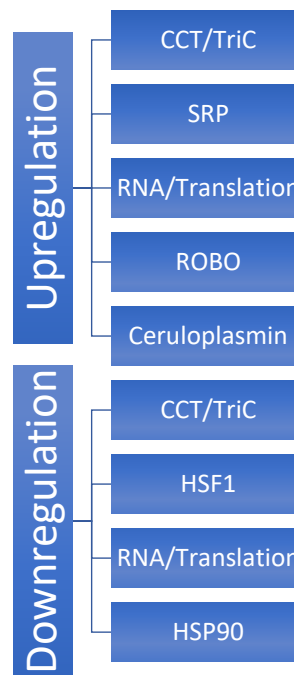 Upregulation
CCT/TriC
SRP
RNA/Translation
ROBO
Ceruloplasmin
Downregulation
CCT/TriC
HSF1
RNA/Translation
HSP90